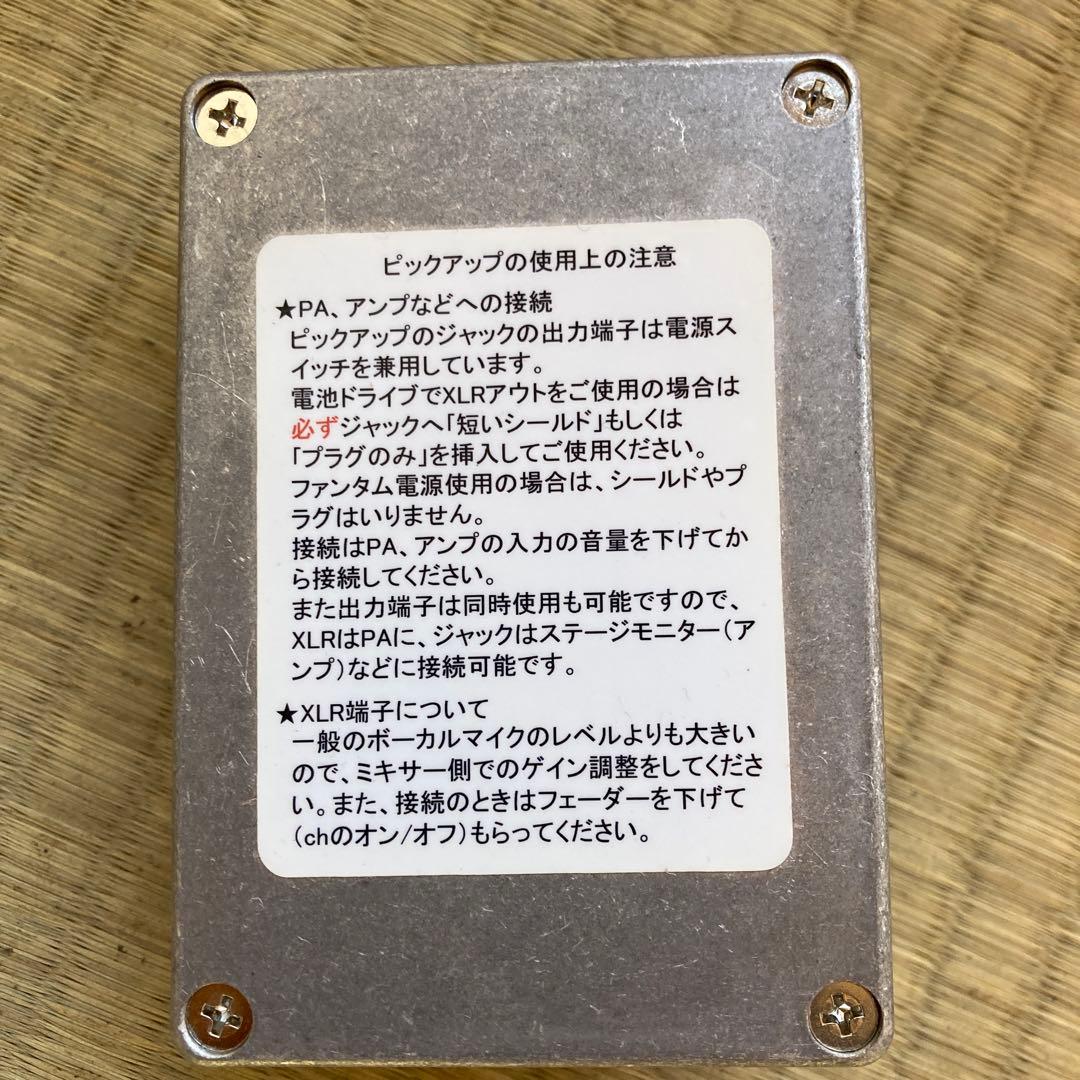 ピックアップの使用上の注意
★PA、アンプなどへの接続
ピックアップのジャックの出力端子は電源ス
イッチを兼用しています。
電池ドライブでXLRアウトをご使用の場合は
必ずジャックへ「短いシールド」もしくは
「プラグのみ」を挿入してご使用ください。
ファンタム電源使用の場合は、シールドやプ
ラグはいりません。
接続はPA、アンプの入力の音量を下げてか
ら接続してください。
また出力端子は同時使用も可能ですので、
XLRはPAに、ジャックはステージモニター(ア
ンプ)などに接続可能です。
★XLR端子について
一般のボーカルマイクのレベルよりも大きい
ので、ミキサー側でのゲイン調整をしてくださ
い。また、接続のときはフェーダーを下げて
(chのオン/オフ)もらってください。